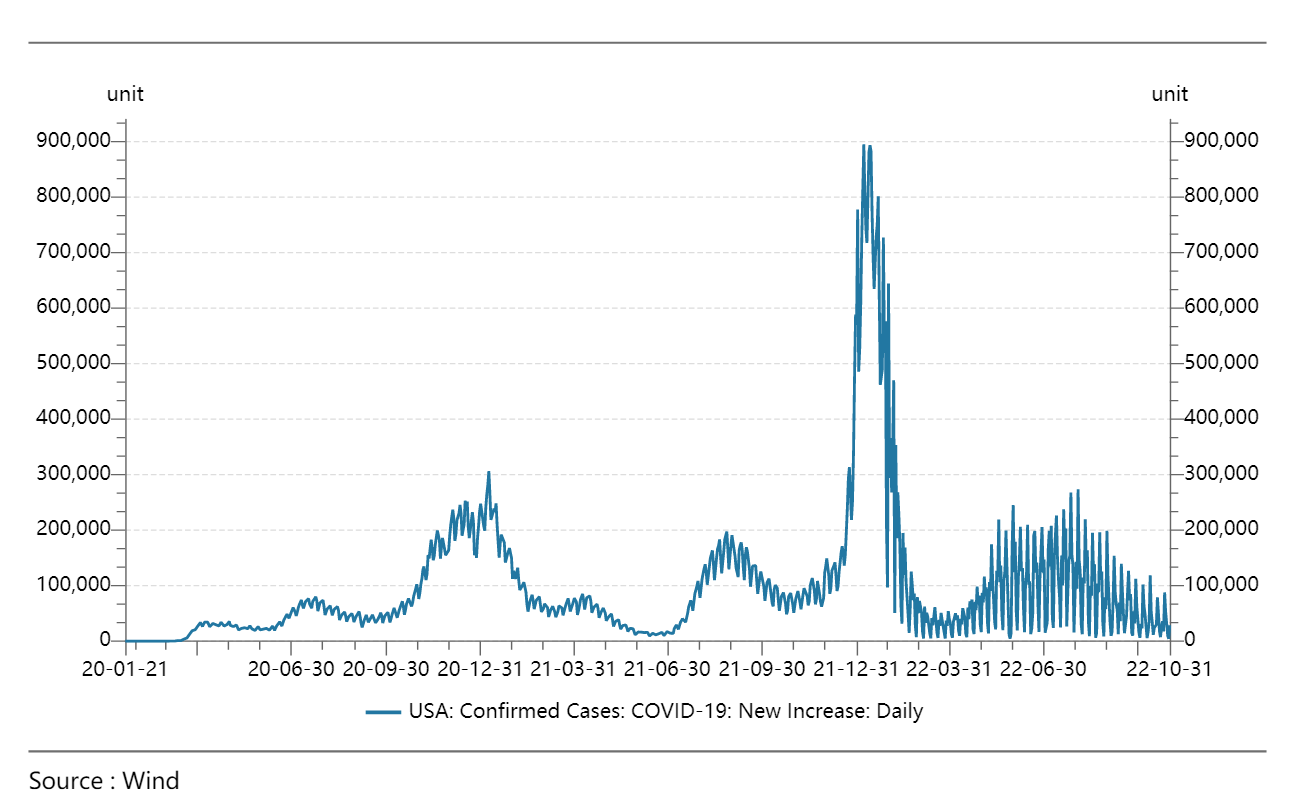 unit unit
900,000 900,000
800,000 800,000
700,000 700,000
600,000 600,000
500,000 500,000
400,000 400,000
300,000 300,000
200,000 200,000
100,000 100,000
0 0
20-01-21 20-06-30 20-09-30 20-12-31 21-03-31 21-06-30 21-09-30 21-12-31 22-03-31 22-06-30 22-10-31
USA: Confirmed Cases: COVID-19: New Increase: Daily
Source : Wind